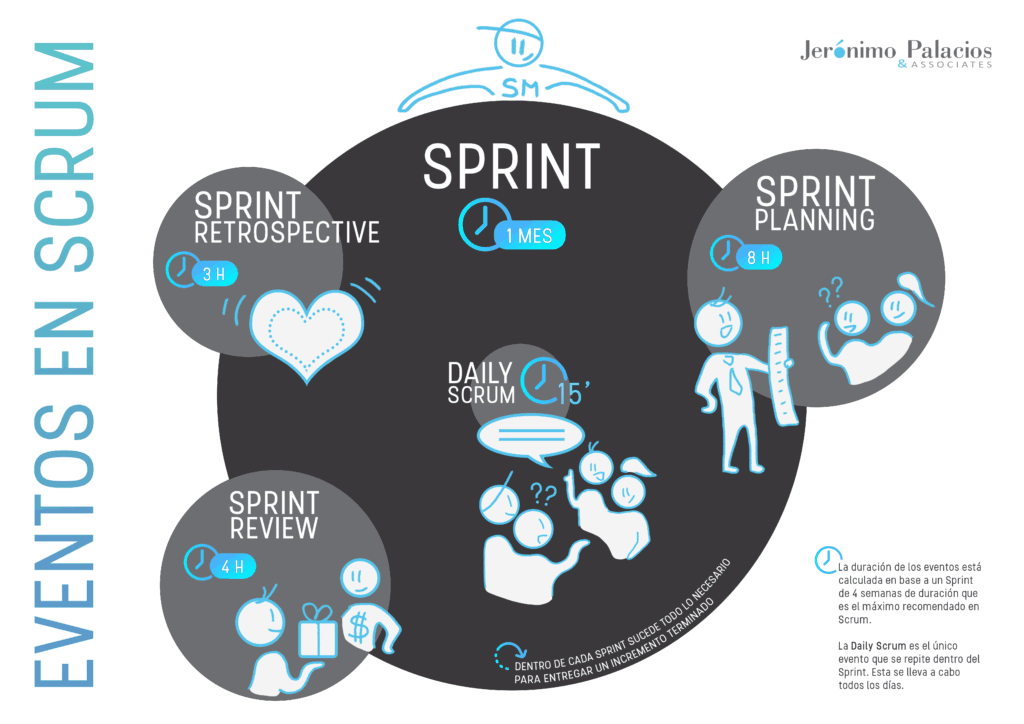 EVENTOS EN SCRUM
Jerónimo Palacios
& ASSOCIATES
SM
SPRINT
1 MES
SPRINT
RETROSPECTIVE
3 H
SPRINT
PLANNING
8 H
??
DAILY
SCRUM
15’
??
SPRINT
REVIEW
4 H
$
DENTRO DE CADA SPRINT SUCEDE TODO LO NECESARIO
PARA ENTREGAR UN INCREMENTO TERMINADO
La duración de los eventos está
calculada en base a un Sprint
de 4 semanas de duración que
es el máximo recomendado en
Scrum.
La Daily Scrum es el único
evento que se repite dentro del
Sprint. Esta se lleva a cabo
todos los días.